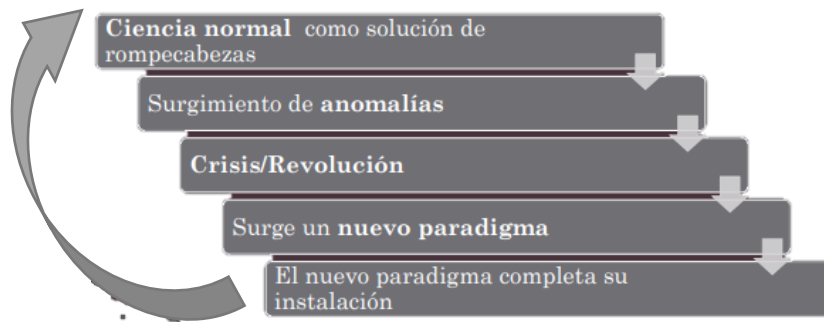 Ciencia normal como solución de
rompecabezas
Surgimiento de anomalías
Crisis/Revolución
Surge un nuevo paradigma
El nuevo paradigma completa su
instalación